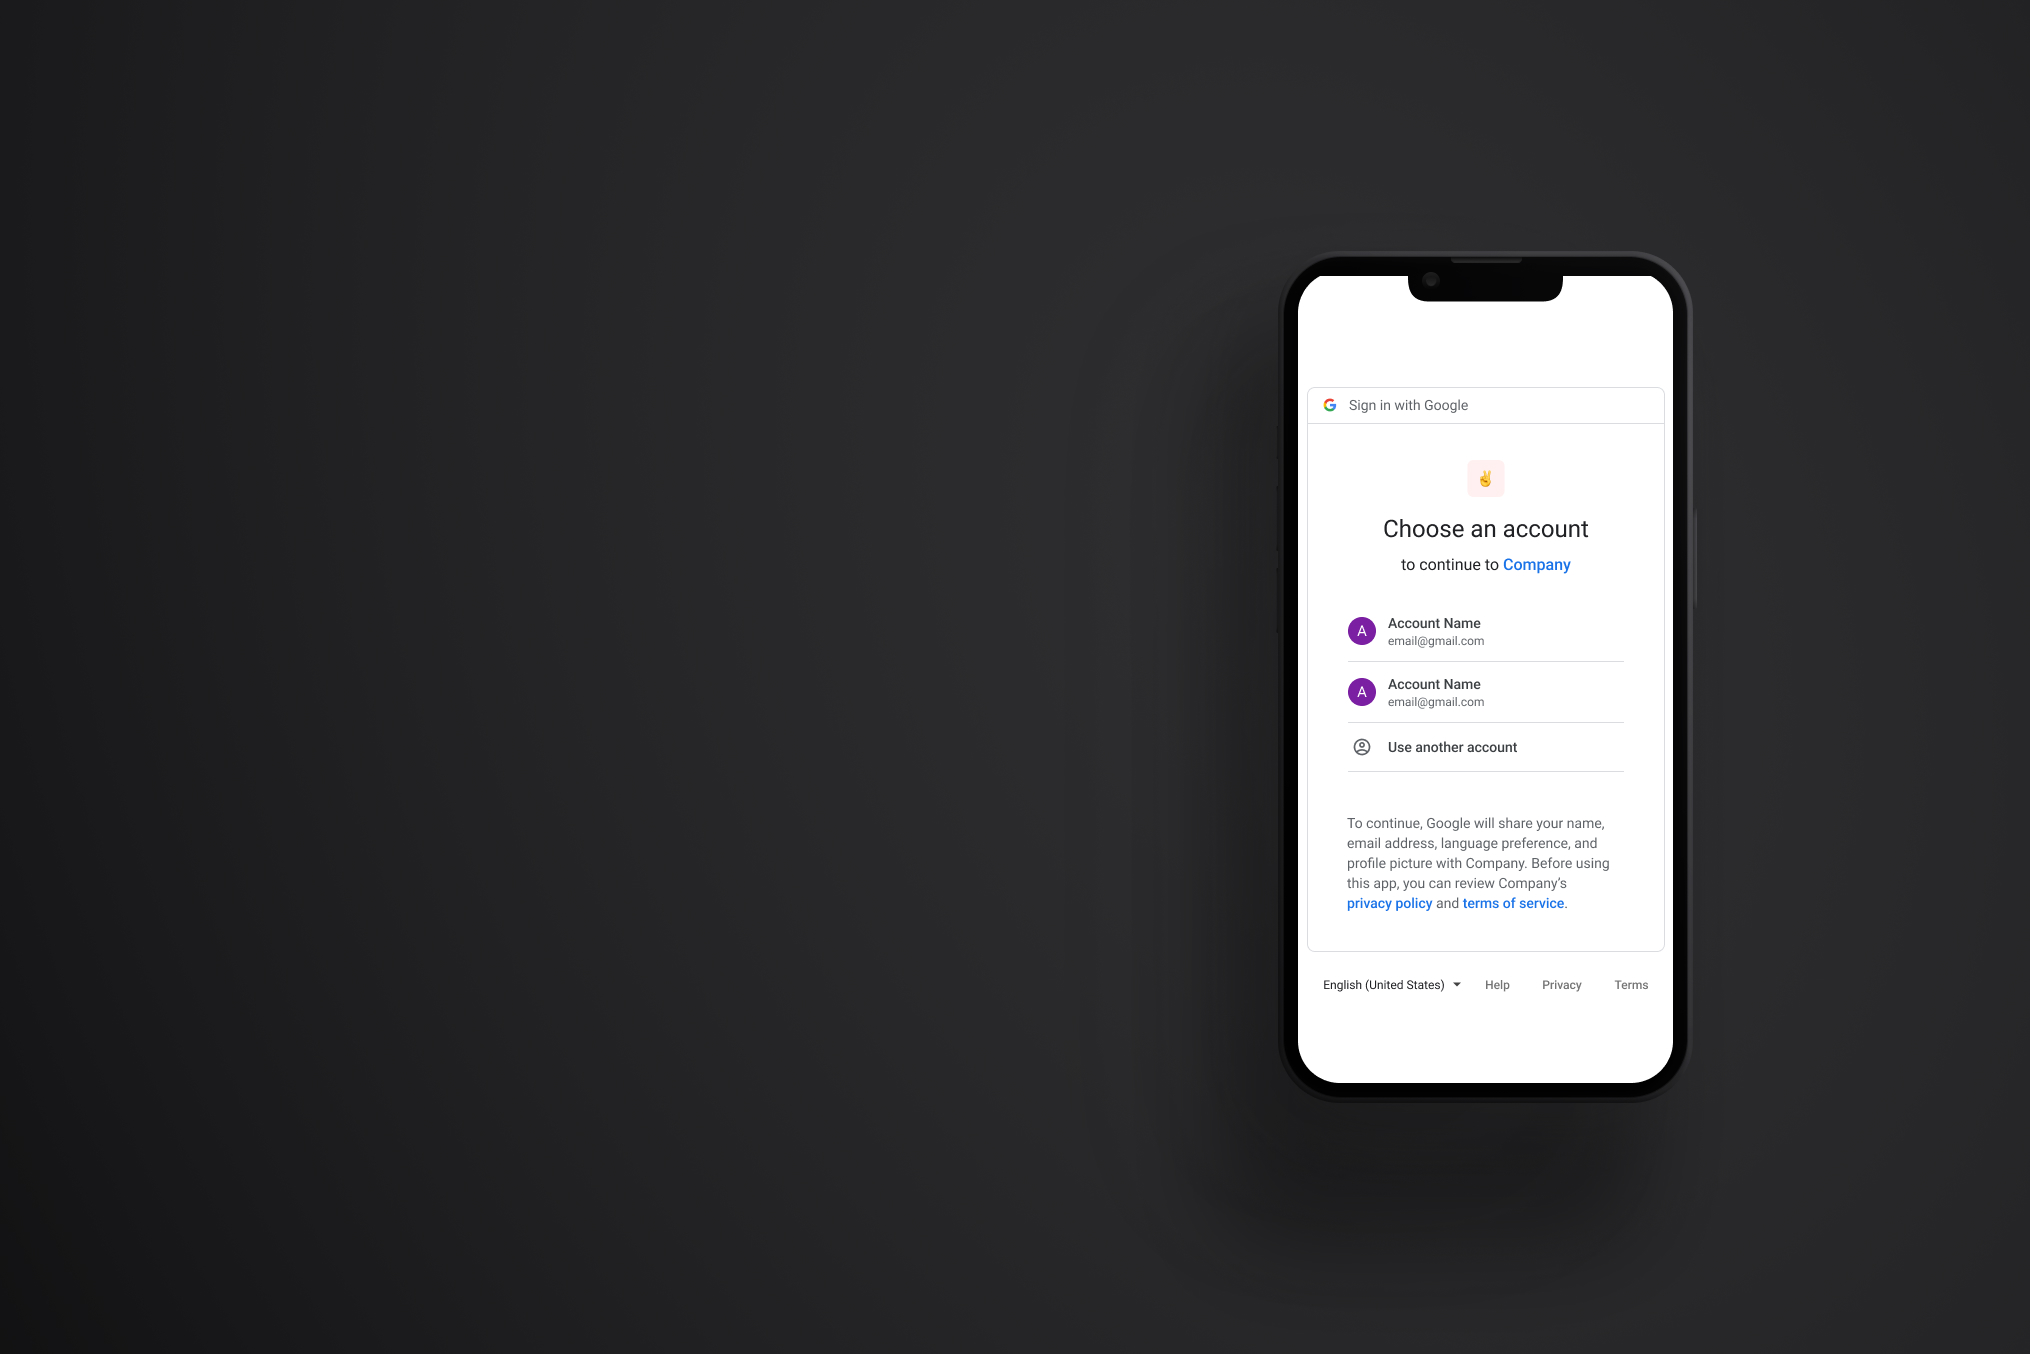 Sign in with Google
Choose an account
to continue to Company
A
Account Name
email@gmail.com
A
Account Name
email@gmail.com
Use another account
To continue, Google will share your name,
email address, language preference, and
profile picture with Company. Before using
this app, you can review Company’s
privacy policy and terms of service.
English (United States) Help Privacy Terms